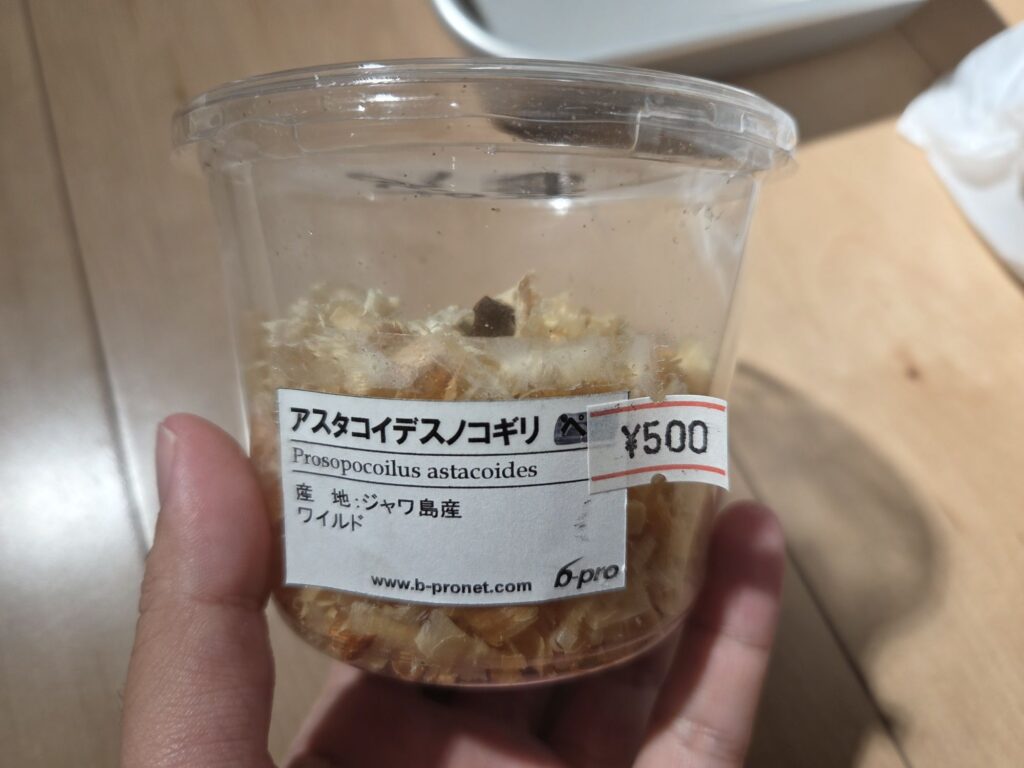 アスタコイデスノコギリ ペ
¥500
Prosopocoilus astacoides
産 地:ジャワ島産
ワイルド
www.b-pronet.com
b-pro